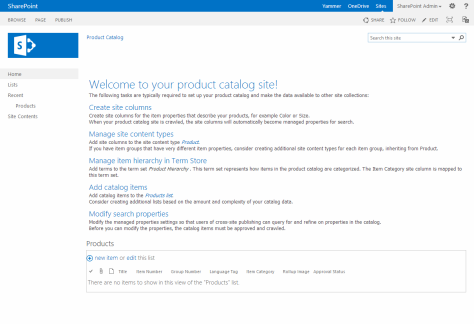 SharePoint
Yammer OneDrive Sites SharePoint Admin ?
BROWSE PAGE PUBLISH
SHARE FOLLOW EDIT
S
Product Catalog
Search this site
Home
Lists
Recent
Products
Site Contents
Welcome to your product catalog site!
The following tasks are typically required to set up your product catalog and make the data available to other site collections:
Create site columns
Create site columns for the item properties that describe your products, for example Color or Size.
When your product catalog site is crawled, the site columns will automatically become managed properties for search.
Manage site content types
Add site columns to the site content type Product.
If you have item groups that have very different item properties, consider creating additional site content types for each item group, inheriting from Product.
Manage item hierarchy in Term Store
Add terms to the term set Product Hierarchy. This term set represents how items in the product catalog are categorized. The Item Category site column is mapped to
this term set.
Add catalog items
Add catalog items to the Products list.
Consider creating additional lists based on the amount and complexity of your catalog data.
Modify search properties
Modify the managed properties settings so that users of cross-site publishing can query for and refine on properties in the catalog.
Before you can modify the properties, the catalog items must be approved and crawled.
Products
new item or edit this list
Title Item Number Group Number Language Tag Item Category Rollup Image Approval Status
There are no items to show in this view of the "Products" list.